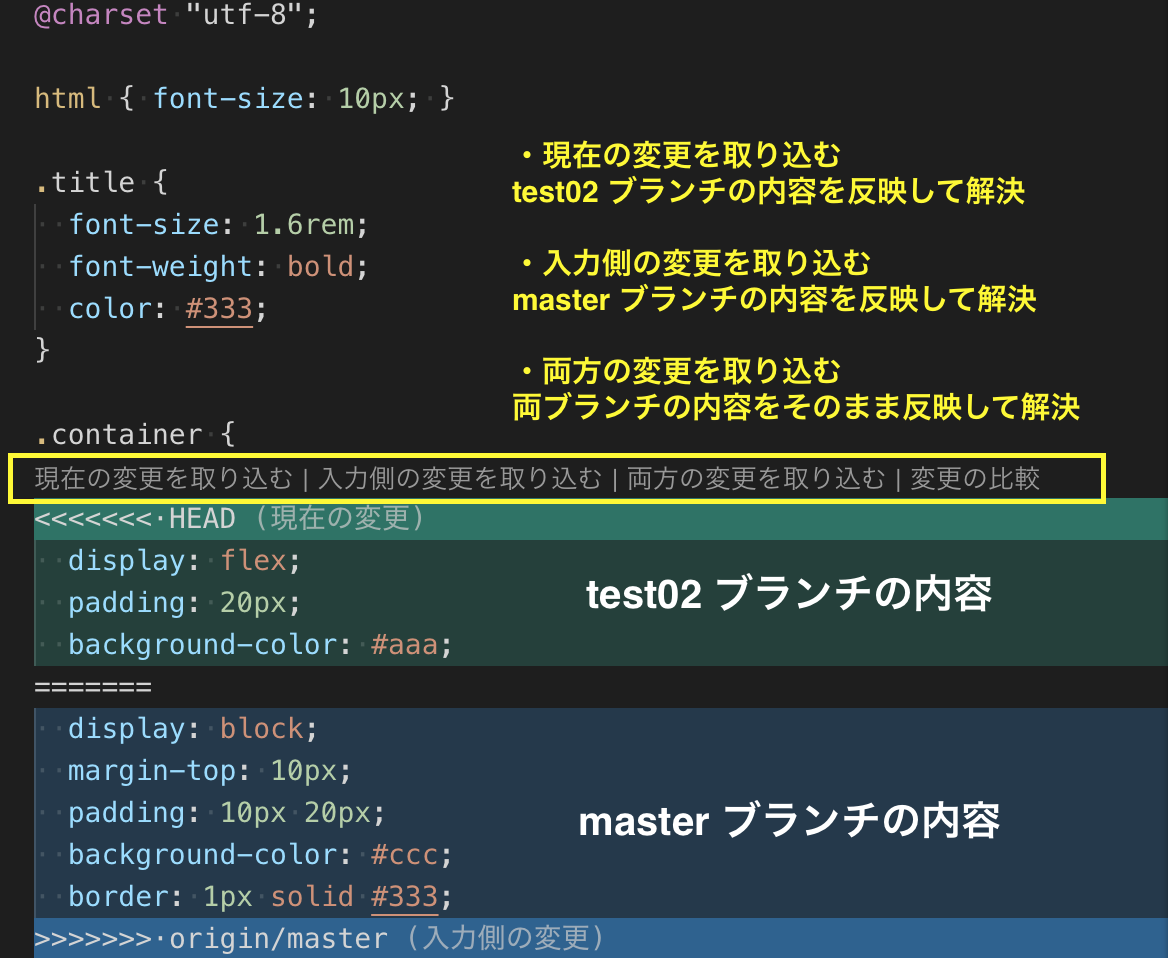 @charset "utf-8";
html { font-size: 10px; }
・現在の変更を取り込む
.title {
test02 ブランチの内容を反映して解決
font-size: 1.6rem;
・入力側の変更を取り込む
font-weight: bold;
master ブランチの内容を反映して解決
color: #333;
}
・両方の変更を取り込む
両ブランチの内容をそのまま反映して解決
.container {
現在の変更を取り込む | 入力側の変更を取り込む | 両方の変更を取り込む | 変更の比較
<<<<<<< HEAD (現在の変更)
display: flex;
padding: 20px;
test02 ブランチの内容
background-color: #aaa;
=======
display: block;
margin-top: 10px;
padding: 10px 20px;
master ブランチの内容
background-color: #ccc;
border: 1px solid #333;
>>>>>>> origin/master (入力側の変更)